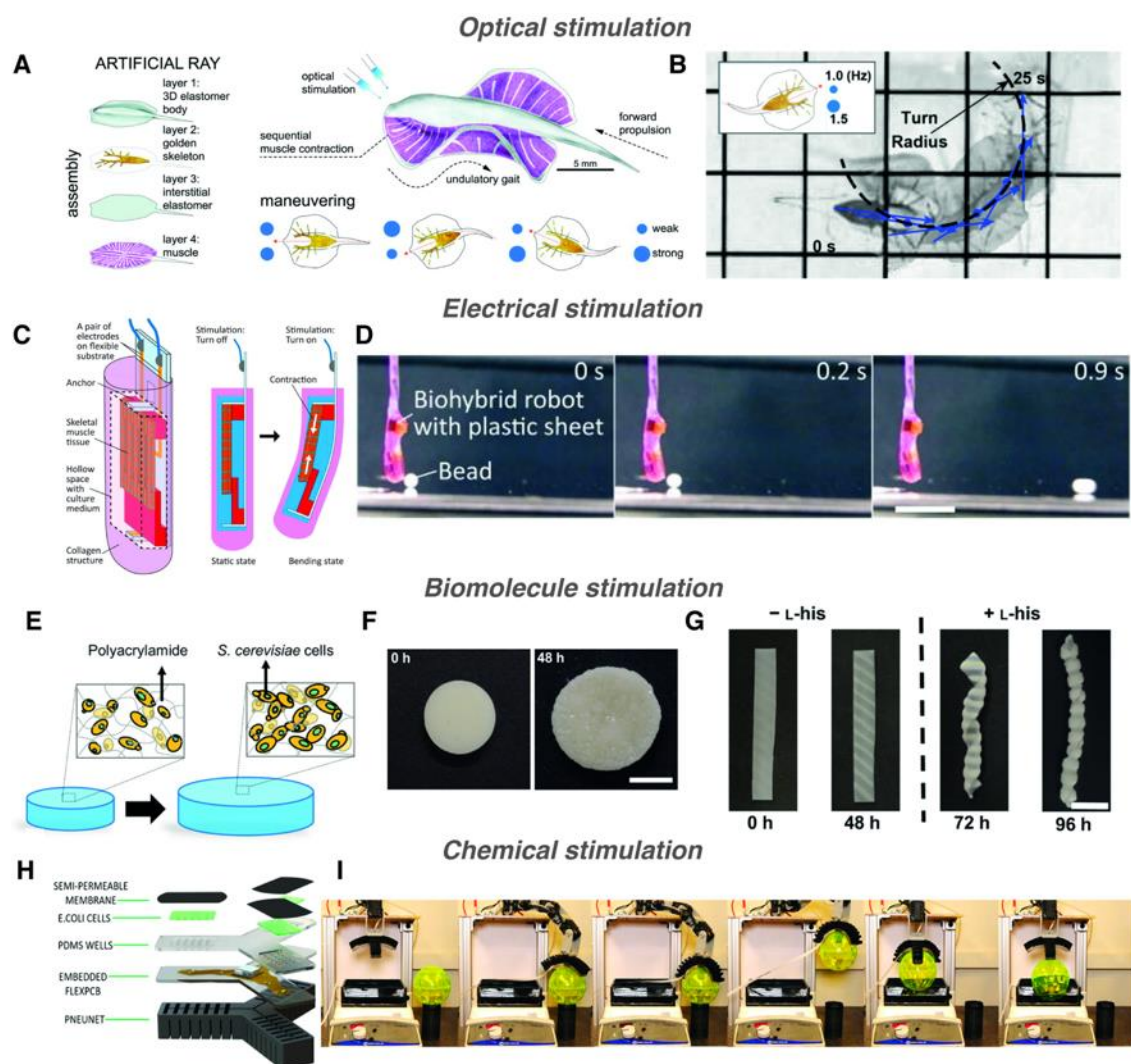 Optical stimulation
A
ARTIFICIAL RAY
assembly
layer 1:
3D elastomer
body
layer 2:
golden
skeleton
layer 3:
interstitial
elastomer
layer 4:
muscle
optical
stimulation
sequential
muscle contraction
undulatory gait
forward
propulsion
5 mm
maneuvering
weak
strong
B
1.0 (Hz)
1.5
25 s
Turn
Radius
0 s
Electrical stimulation
C
A pair of
electrodes
on flexible
substrate
Anchor
Skeletal
muscle tissue
Hollow
space with
culture
medium
Collagen
structure
Stimulation:
Turn off
Stimulation:
Turn on
Contraction
Static state
Bending state
D
0 s
0.2 s
0.9 s
Biohybrid robot
with plastic sheet
Bead
Biomolecule stimulation
E
Polyacrylamide
S. cerevisiae cells
F
0 h
48 h
G
– L-his
+ L-his
0 h
48 h
72 h
96 h
Chemical stimulation
H
SEMI-PERMEABLE
MEMBRANE
E.COLI CELLS
PDMS WELLS
EMBEDDED
FLEXPCB
PNEUNET
I